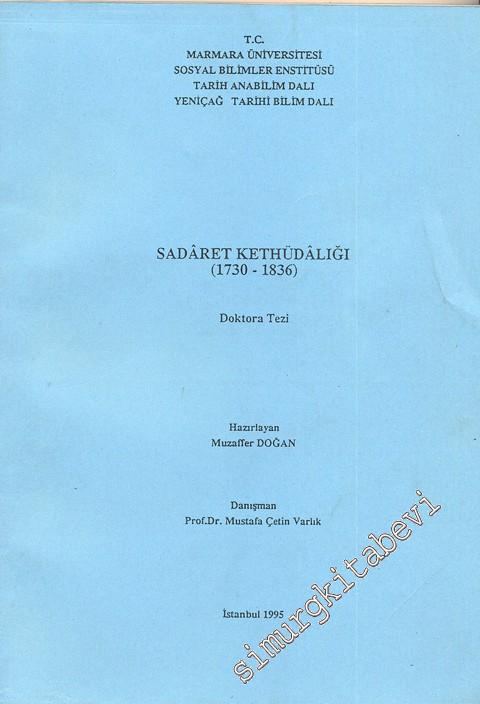 T.C.
MARMARA ÜNİVERSİTESİ
SOSYAL BİLİMLER ENSTİTÜSÜ
TARİH ANABİLİM DALI
YENİÇAĞ TARİHİ BİLİM DALI
SADÂRET KETHÜDÂLIĞI
(1730 - 1836)
Doktora Tezi
Hazırlayan
Muzaffer DOĞAN
Danışman
Prof.Dr. Mustafa Çetin Varlık
İstanbul 1995
simurgkitabevi